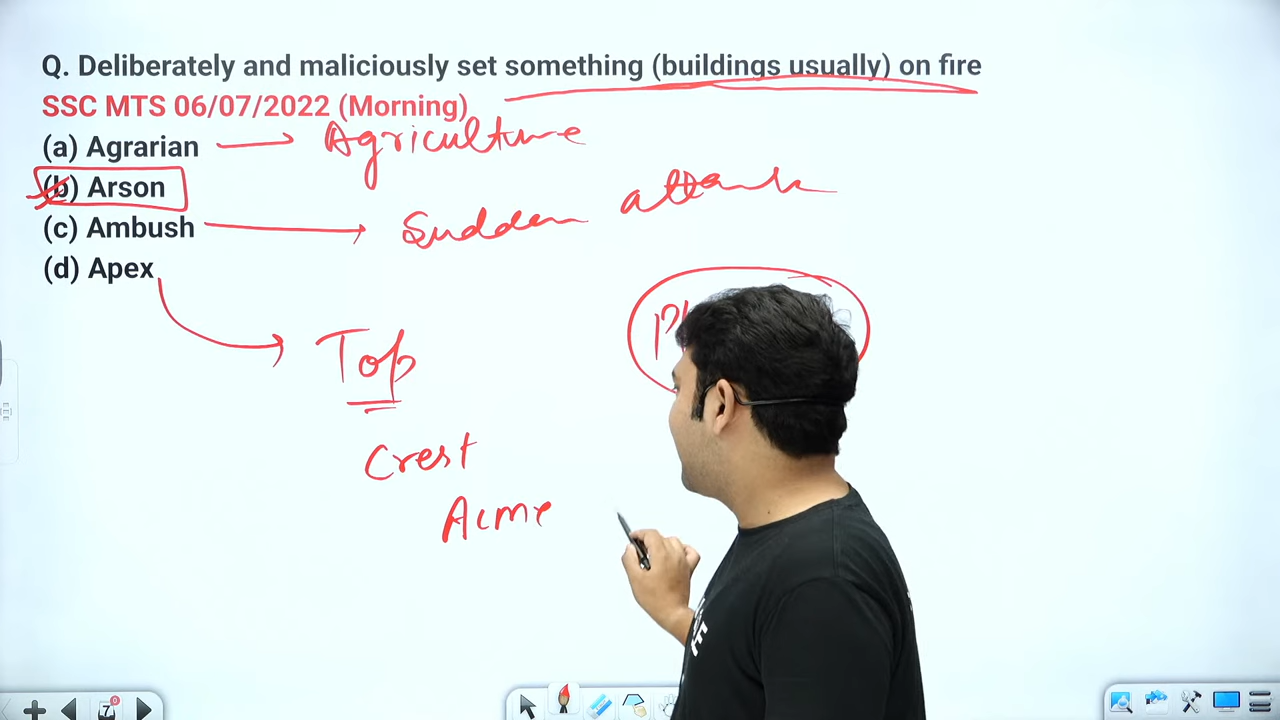 Q. Deliberately and maliciously set something (buildings usually) on fire
SSC MTS 06/07/2022 (Morning)
(a) Agrarian Agriculture
(b) Arson
(c) Ambush Sudden attack
(d) Apex
Top
Crest
Acme
7